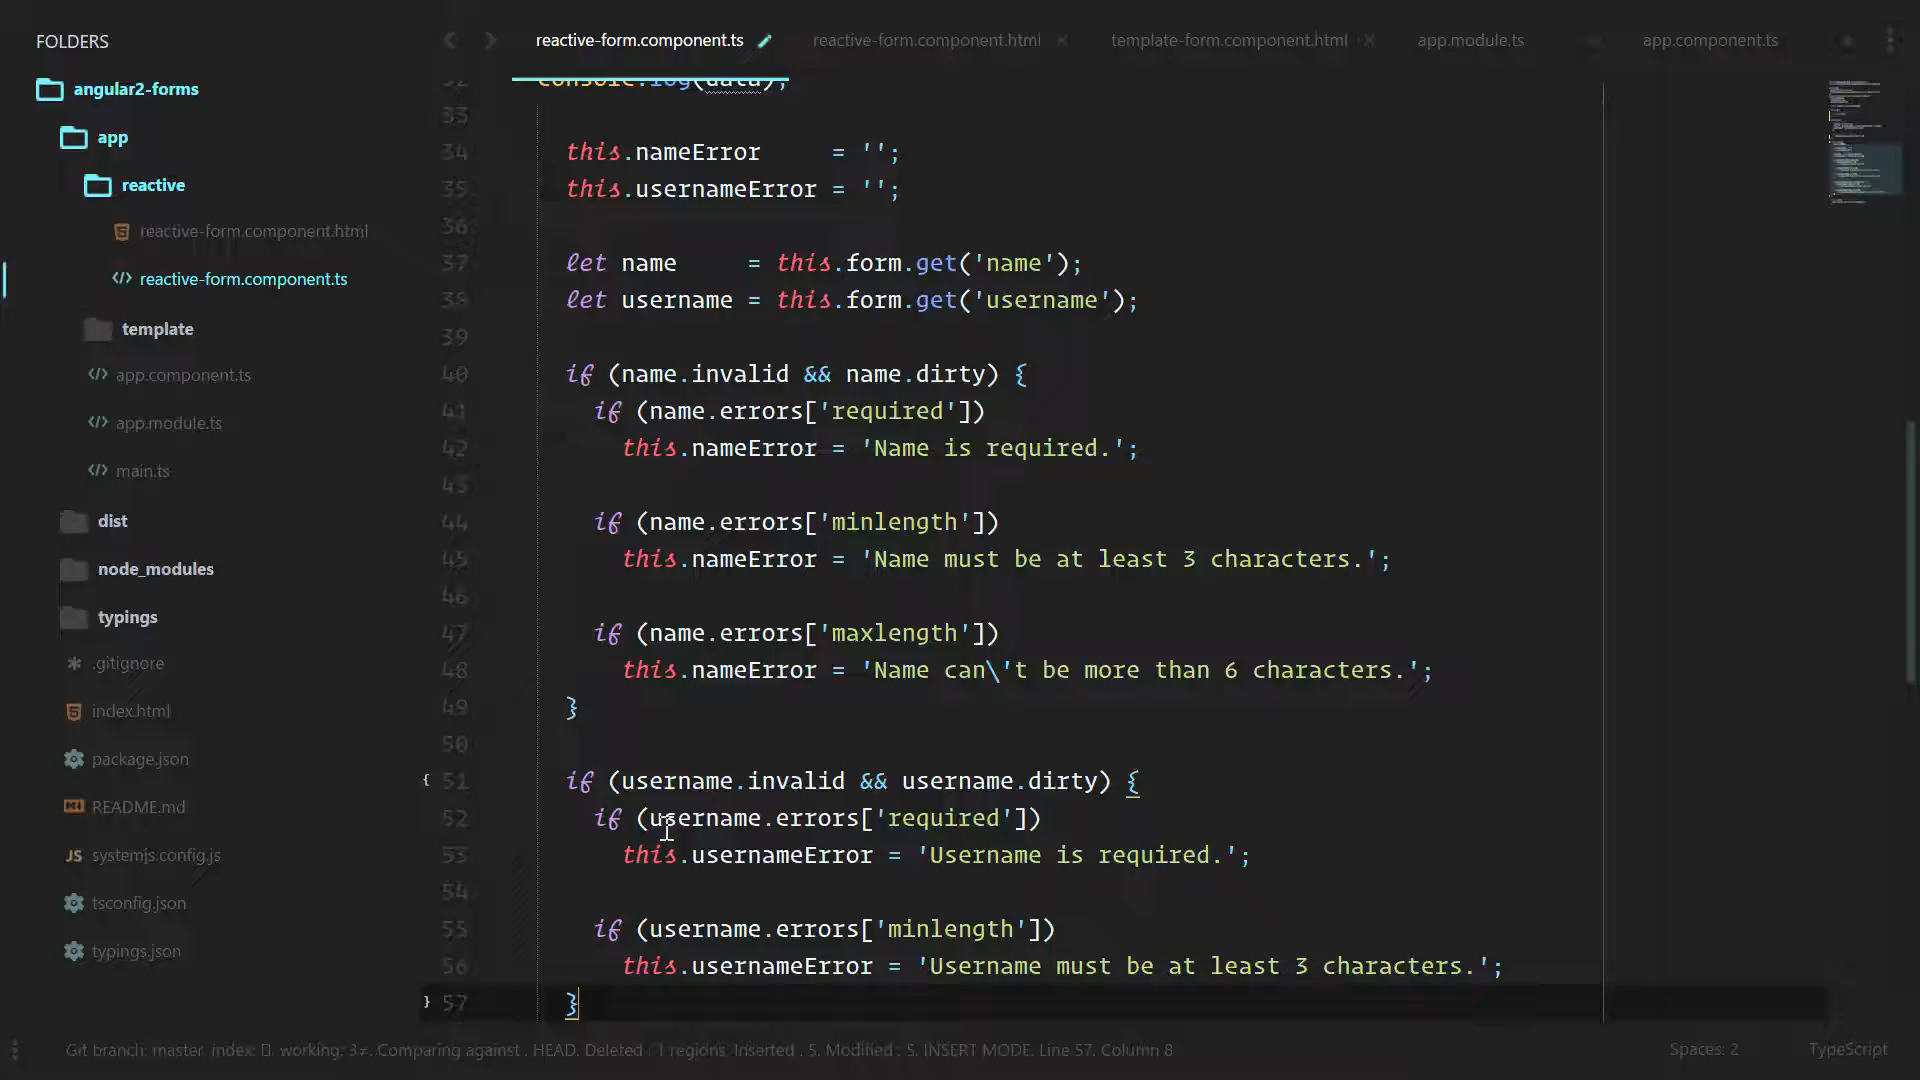 FOLDERS
angular2-forms
app
reactive
reactive-form.component.html
reactive-form.component.ts
template
app.component.ts
app.module.ts
main.ts
dist
node_modules
typings
.gitignore
index.html
package.json
README.md
systemjs.config.js
tsconfig.json
typings.json
reactive-form.component.ts reactive-form.component.html template-form.component.html app.module.ts app.component.ts
32 console.log(data);
33
34 this.nameError     = '';
35 this.usernameError = '';
36
37 let name     = this.form.get('name');
38 let username = this.form.get('username');
39
40 if (name.invalid && name.dirty) {
41 if (name.errors['required'])
42 this.nameError = 'Name is required.';
43
44 if (name.errors['minlength'])
45 this.nameError = 'Name must be at least 3 characters.';
46
47 if (name.errors['maxlength'])
48 this.nameError = 'Name can\'t be more than 6 characters.';
49 }
50
{ 51 if (username.invalid && username.dirty) {
52 if (username.errors['required'])
53 this.usernameError = 'Username is required.';
54
55 if (username.errors['minlength'])
56 this.usernameError = 'Username must be at least 3 characters.';
} 57 }
Git branch: master, index: , working: 3≠, Comparing against , HEAD, Deleted : 1 regions, Inserted , 5, Modified , 5, INSERT MODE, Line 57, Column 8 Spaces: 2 TypeScript